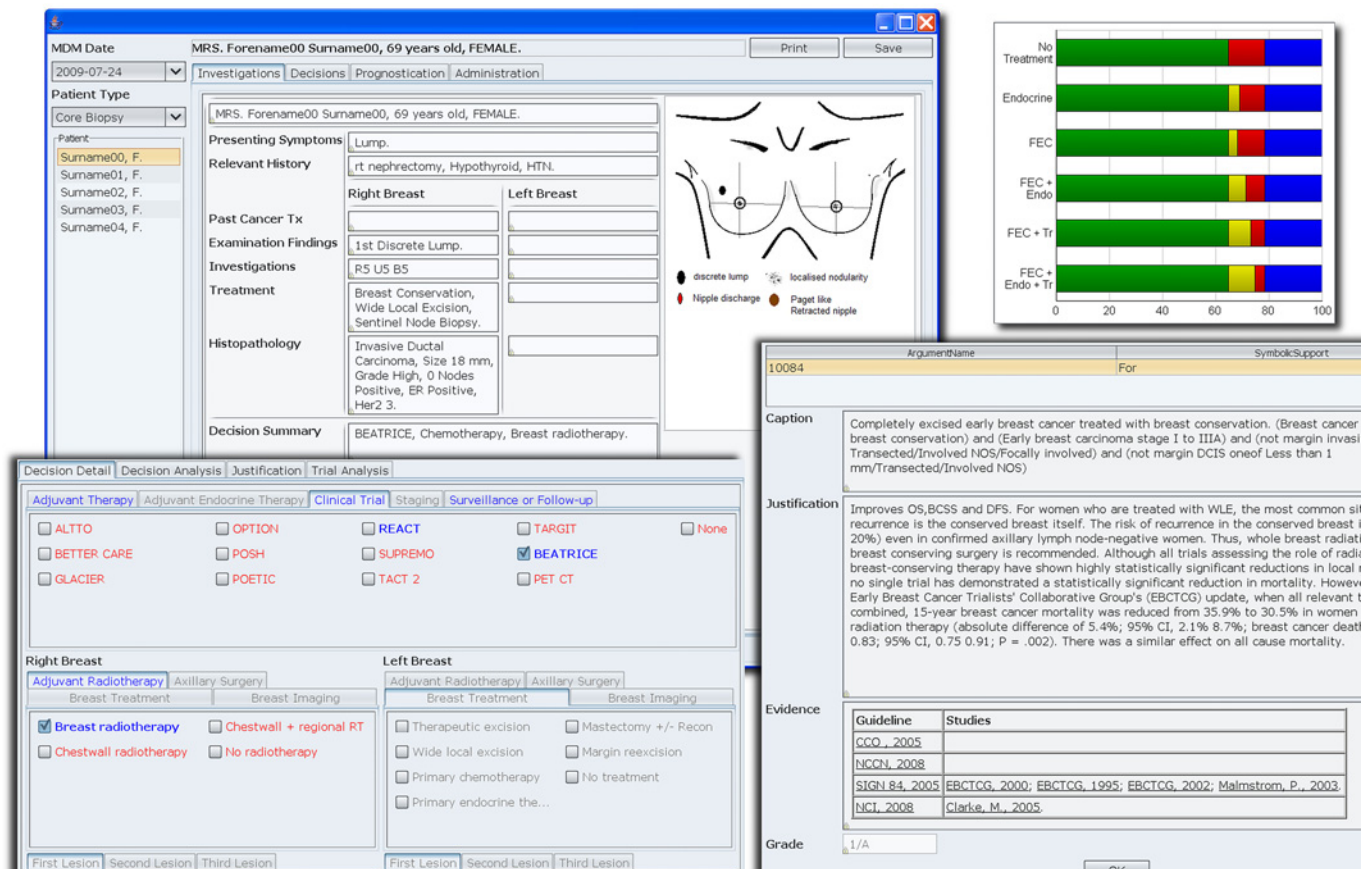 MDM Date
2009-07-24
Patient Type
Core Biopsy
Patient
Surname00, F.
Surname01, F.
Surname02, F.
Surname03, F.
Surname04, F.
MRS. Forename00 Surname00, 69 years old, FEMALE.
Print
Save
Investigations Decisions Prognostication Administration
MRS. Forename00 Surname00, 69 years old, FEMALE.
Presenting Symptoms Lump.
Relevant History rt nephrectomy, Hypothyroid, HTN.
Right Breast Left Breast
Past Cancer Tx
Examination Findings 1st Discrete Lump.
Investigations R5 U5 B5
Treatment Breast Conservation,
Wide Local Excision,
Sentinel Node Biopsy.
Histopathology Invasive Ductal
Carcinoma, Size 18 mm,
Grade High, 0 Nodes
Positive, ER Positive,
Her2 3.
Decision Summary BEATRICE, Chemotherapy, Breast radiotherapy.
discrete lump localised nodularity
Nipple discharge Paget like
Retracted nipple
No
Treatment
Endocrine
FEC
FEC +
Endo
FEC + Tr
FEC +
Endo + Tr
0 20 40 60 80 100
Decision Detail Decision Analysis Justification Trial Analysis
Adjuvant Therapy Adjuvant Endocrine Therapy Clinical Trial Staging Surveillance or Follow-up
ALTTO OPTION REACT TARGIT None
BETTER CARE POSH SUPREMO BEATRICE
GLACIER POETIC TACT 2 PET CT
Right Breast
Adjuvant Radiotherapy Axillary Surgery
Breast Treatment Breast Imaging
Breast radiotherapy Chestwall + regional RT
Chestwall radiotherapy No radiotherapy
First Lesion Second Lesion Third Lesion
Left Breast
Adjuvant Radiotherapy Axillary Surgery
Breast Treatment Breast Imaging
Therapeutic excision Mastectomy +/- Recon
Wide local excision Margin reexcision
Primary chemotherapy No treatment
Primary endocrine the...
First Lesion Second Lesion Third Lesion
ArgumentName SymbolicSupport
10084 For
Caption
Completely excised early breast cancer treated with breast conservation. (Breast cancer
breast conservation) and (Early breast carcinoma stage I to IIIA) and (not margin invasi
Transected/Involved NOS/Focally involved) and (not margin DCIS oneof Less than 1
mm/Transected/Involved NOS)
Justification
Improves OS,BCSS and DFS. For women who are treated with WLE, the most common sit
recurrence is the conserved breast itself. The risk of recurrence in the conserved breast i
20%) even in confirmed axillary lymph node-negative women. Thus, whole breast radiati
breast conserving surgery is recommended. Although all trials assessing the role of radia
breast-conserving therapy have shown highly statistically significant reductions in local r
no single trial has demonstrated a statistically significant reduction in mortality. Howeve
Early Breast Cancer Trialists' Collaborative Group's (EBCTCG) update, when all relevant t
combined, 15-year breast cancer mortality was reduced from 35.9% to 30.5% in women
radiation therapy (absolute difference of 5.4%; 95% CI, 2.1% 8.7%; breast cancer death
0.83; 95% CI, 0.75 0.91; P = .002). There was a similar effect on all cause mortality.
Evidence
Guideline Studies
CCO , 2005
NCCN, 2008
SIGN 84, 2005 EBCTCG, 2000; EBCTCG, 1995; EBCTCG, 2002; Malmstrom, P., 2003.
NCI, 2008 Clarke, M., 2005.
Grade 1/A